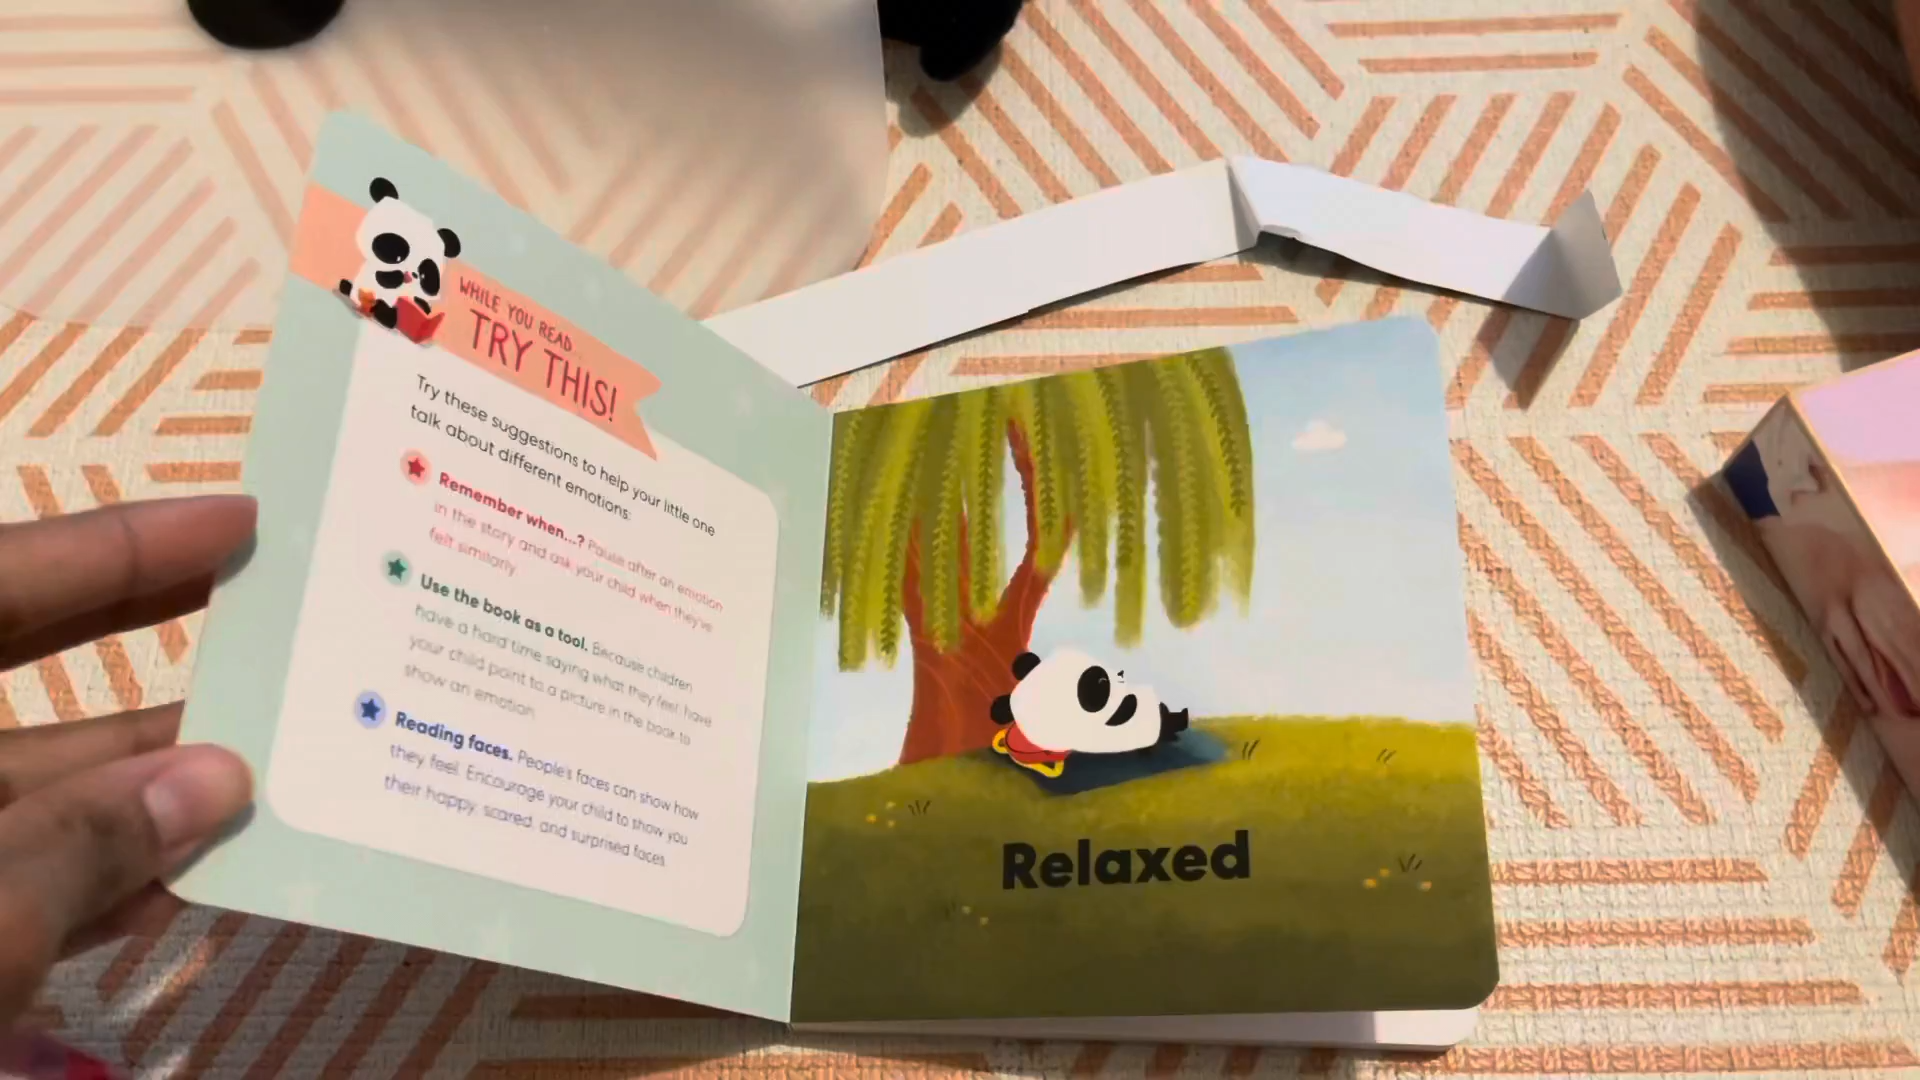 WHILE YOU READ...
TRY THIS!
Try these suggestions to help your little one
talk about different emotions:
Remember when...? Pause after an emotion
in the story and ask your child when they've
felt similarly.
Use the book as a tool. Because children
have a hard time saying what they feel, have
your child point to a picture in the book to
show an emotion.
Reading faces. People's faces can show how
they feel. Encourage your child to show you
their happy, scared, and surprised faces.
Relaxed